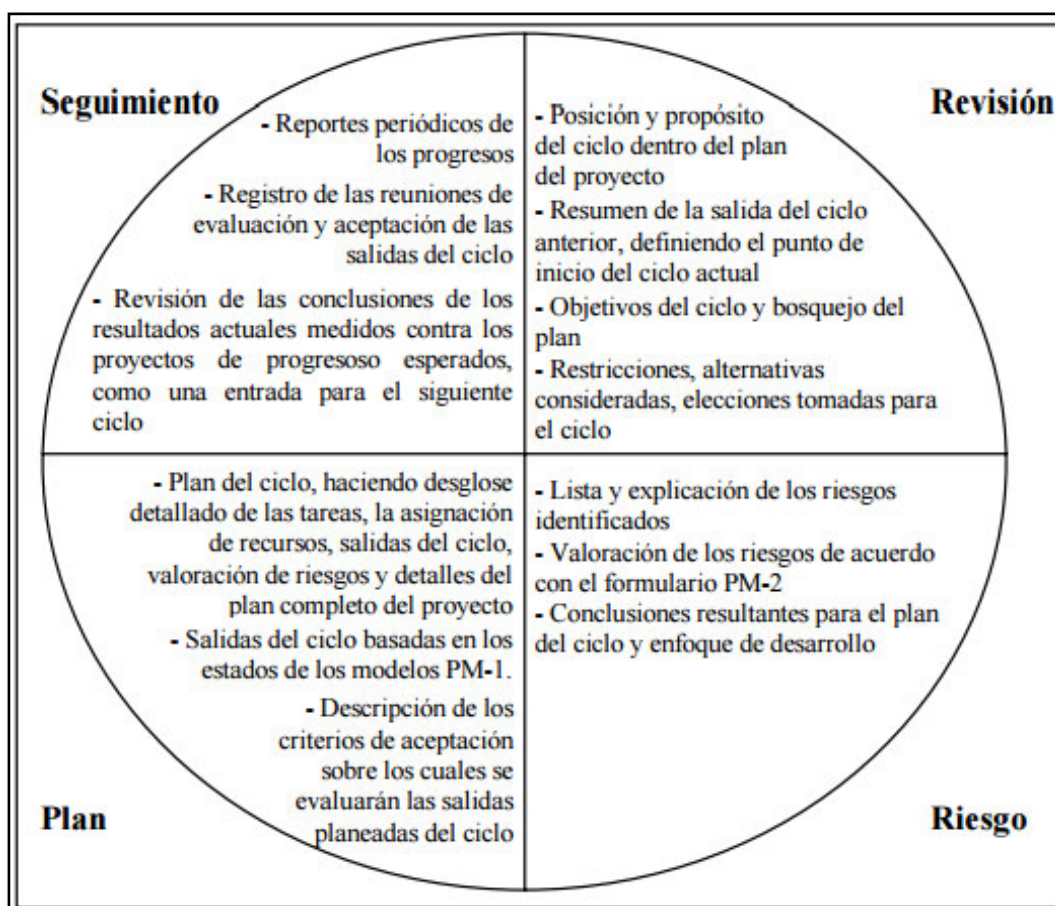 Seguimiento
- Reportes periódicos de
los progresos
- Registro de las reuniones de
evaluación y aceptación de las
salidas del ciclo
- Revisión de las conclusiones de los
resultados actuales medidos contra los
proyectos de progresoso esperados,
como una entrada para el siguiente
ciclo
Revisión
- Posición y propósito
del ciclo dentro del plan
del proyecto
- Resumen de la salida del ciclo
anterior, definiendo el punto de
inicio del ciclo actual
- Objetivos del ciclo y bosquejo del
plan
- Restricciones, alternativas
consideradas, elecciones tomadas para
el ciclo
- Plan del ciclo, haciendo desglose
detallado de las tareas, la asignación
de recursos, salidas del ciclo,
valoración de riesgos y detalles del
plan completo del proyecto
- Salidas del ciclo basadas en los
estados de los modelos PM-1.
- Descripción de los
criterios de aceptación
sobre los cuales se
evaluarán las salidas
planeadas del ciclo
Plan
- Lista y explicación de los riesgos
identificados
- Valoración de los riesgos de acuerdo
con el formulario PM-2
- Conclusiones resultantes para el plan
del ciclo y enfoque de desarrollo
Riesgo